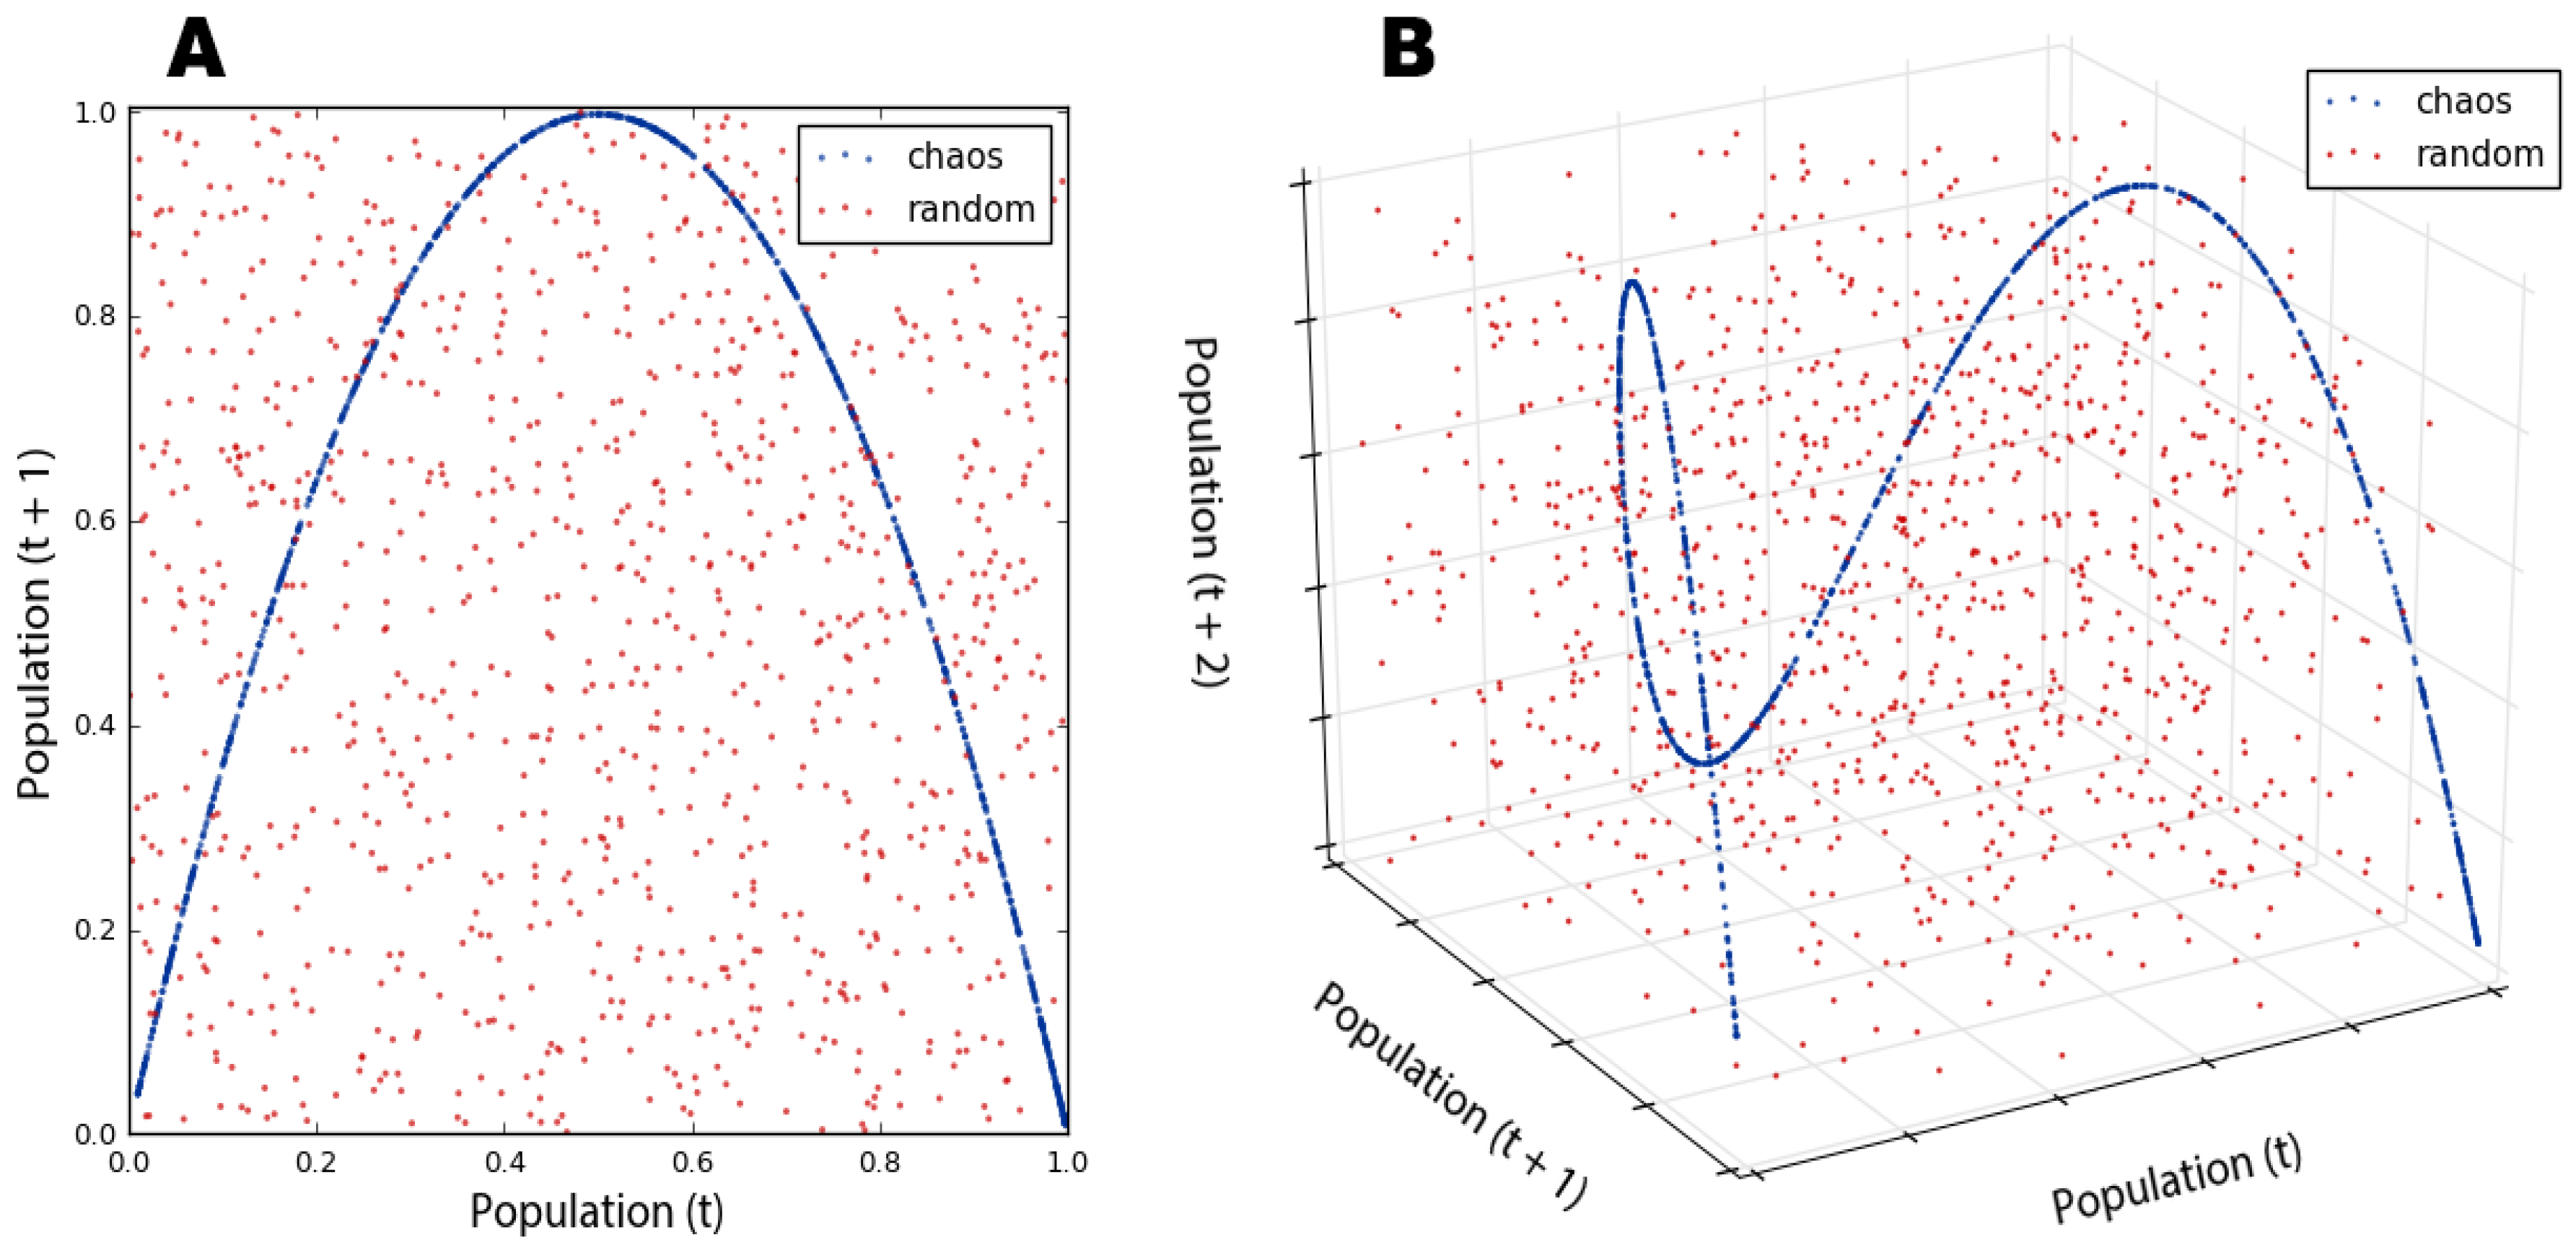 A
1.0
0.8
0.6
0.4
0.2
0.0
0.0 0.2 0.4 0.6 0.8 1.0
Population (t + 1)
Population (t)
chaos
random
B
chaos
random
Population (t + 2)
Population (t + 1)
Population (t)